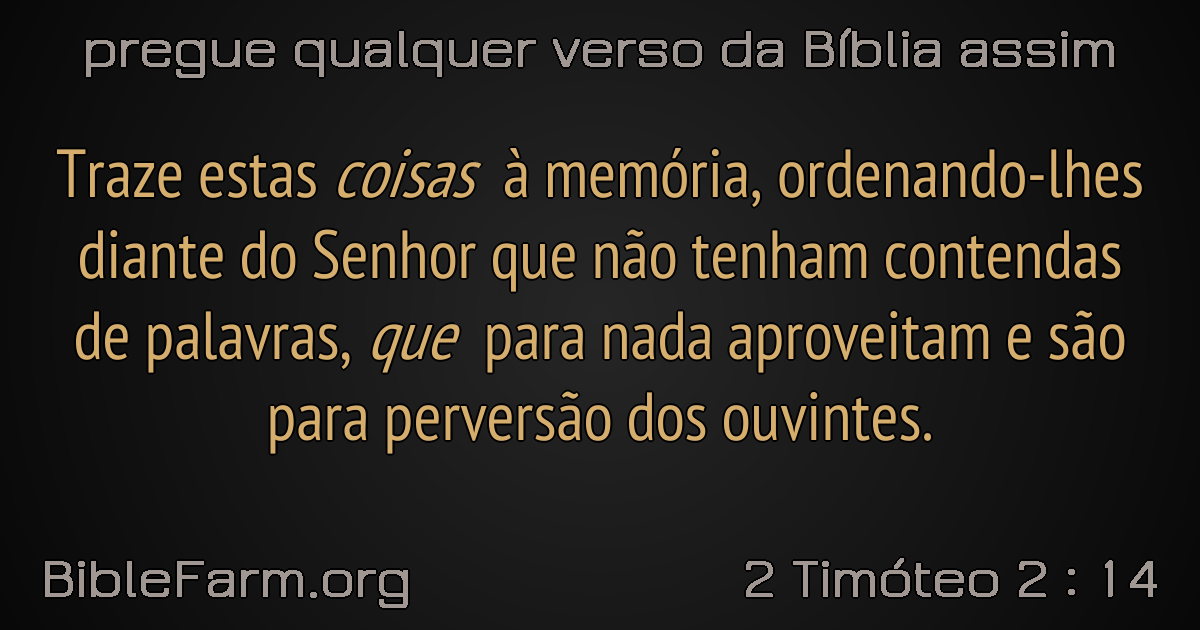 pregue qualquer verso da Bíblia assim
Traze estas coisas à memória, ordenando-lhes
diante do Senhor que não tenham contendas
de palavras, que para nada aproveitam e são
para perversão dos ouvintes.
BibleFarm.org
2 Timóteo 2 : 14